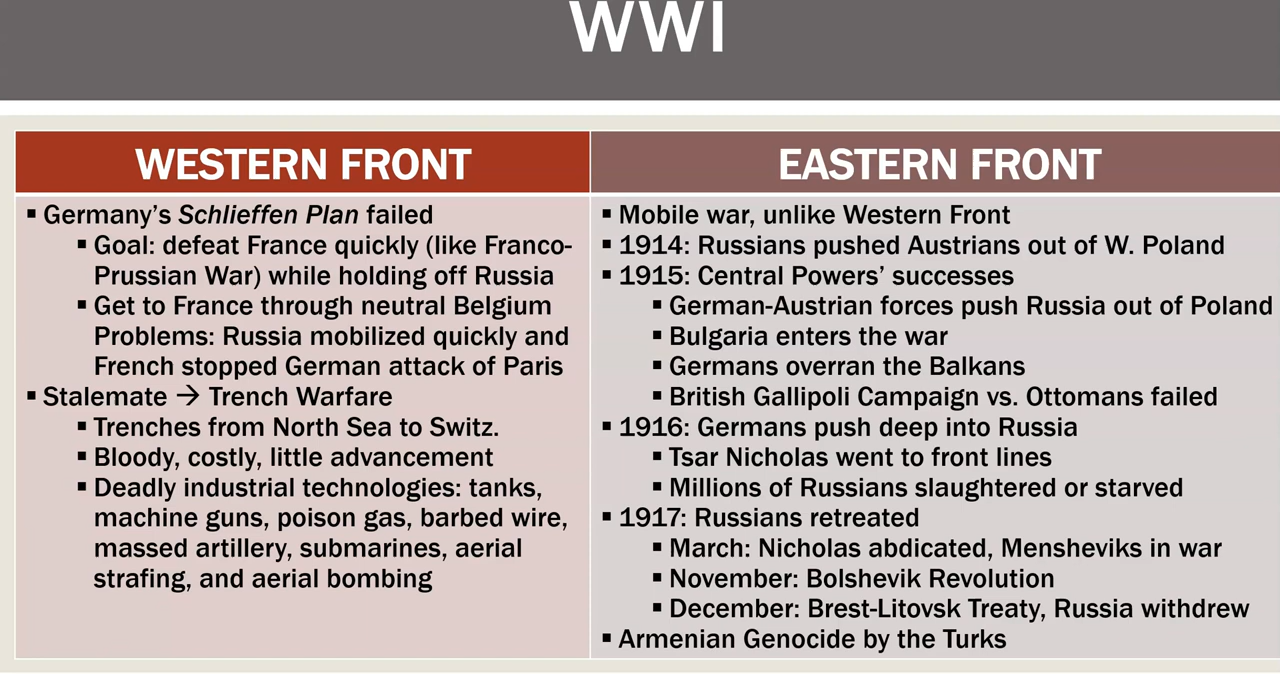 WWI
WESTERN FRONT
▪ Germany's Schlieffen Plan failed
▪ Goal: defeat France quickly (like Franco-
Prussian War) while holding off Russia
▪ Get to France through neutral Belgium
Problems: Russia mobilized quickly and
French stopped German attack of Paris
▪ Stalemate → Trench Warfare
▪ Trenches from North Sea to Switz.
▪ Bloody, costly, little advancement
▪ Deadly industrial technologies: tanks,
machine guns, poison gas, barbed wire,
massed artillery, submarines, aerial
strafing, and aerial bombing
EASTERN FRONT
▪ Mobile war, unlike Western Front
▪ 1914: Russians pushed Austrians out of W. Poland
▪ 1915: Central Powers' successes
▪ German-Austrian forces push Russia out of Poland
▪ Bulgaria enters the war
▪ Germans overran the Balkans
▪ British Gallipoli Campaign vs. Ottomans failed
▪ 1916: Germans push deep into Russia
▪ Tsar Nicholas went to front lines
▪ Millions of Russians slaughtered or starved
▪ 1917: Russians retreated
▪ March: Nicholas abdicated, Mensheviks in war
▪ November: Bolshevik Revolution
▪ December: Brest-Litovsk Treaty, Russia withdrew
▪ Armenian Genocide by the Turks